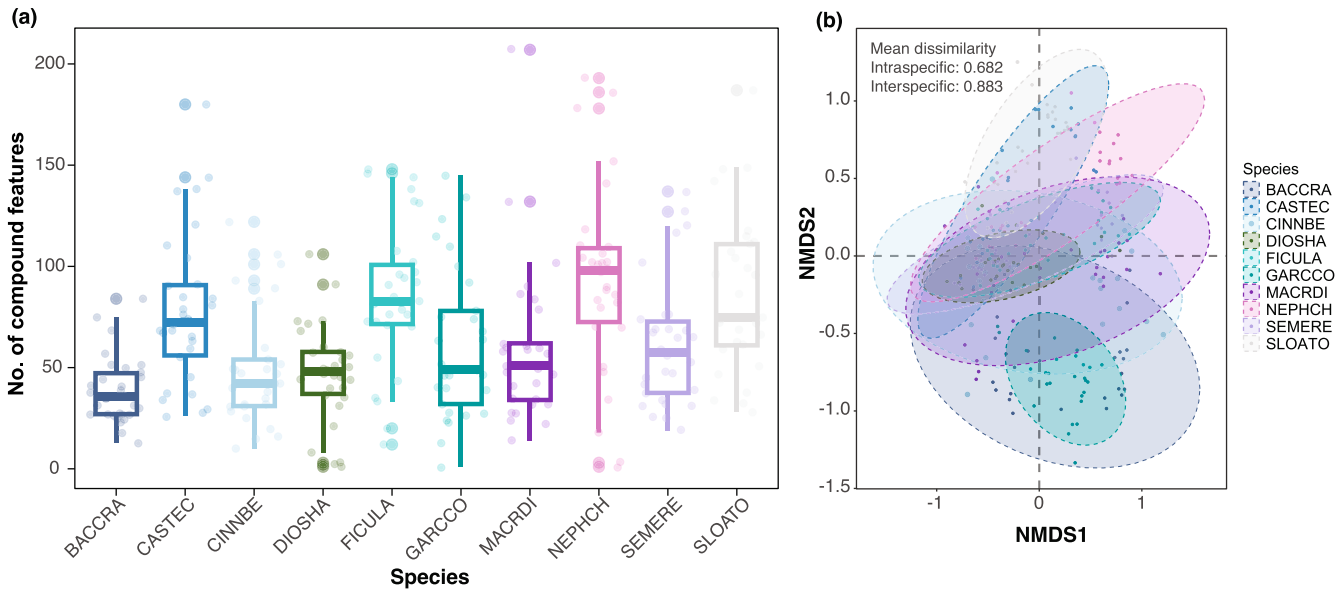 (a)
No. of compound features
200
150
100
50
0
BACCRA
CASTEC
CINNBE
DIOSHA
FICULA
GARCCO
MACRDI
NEPHCH
SEMERE
SLOATO
Species
(b)
Mean dissimilarity
Intraspecific: 0.682
Interspecific: 0.883
NMDS2
1.0
0.5
0.0
-0.5
-1.0
-1.5
-1
0
1
NMDS1
Species
BACCRA
CASTEC
CINNBE
DIOSHA
FICULA
GARCCO
MACRDI
NEPHCH
SEMERE
SLOATO